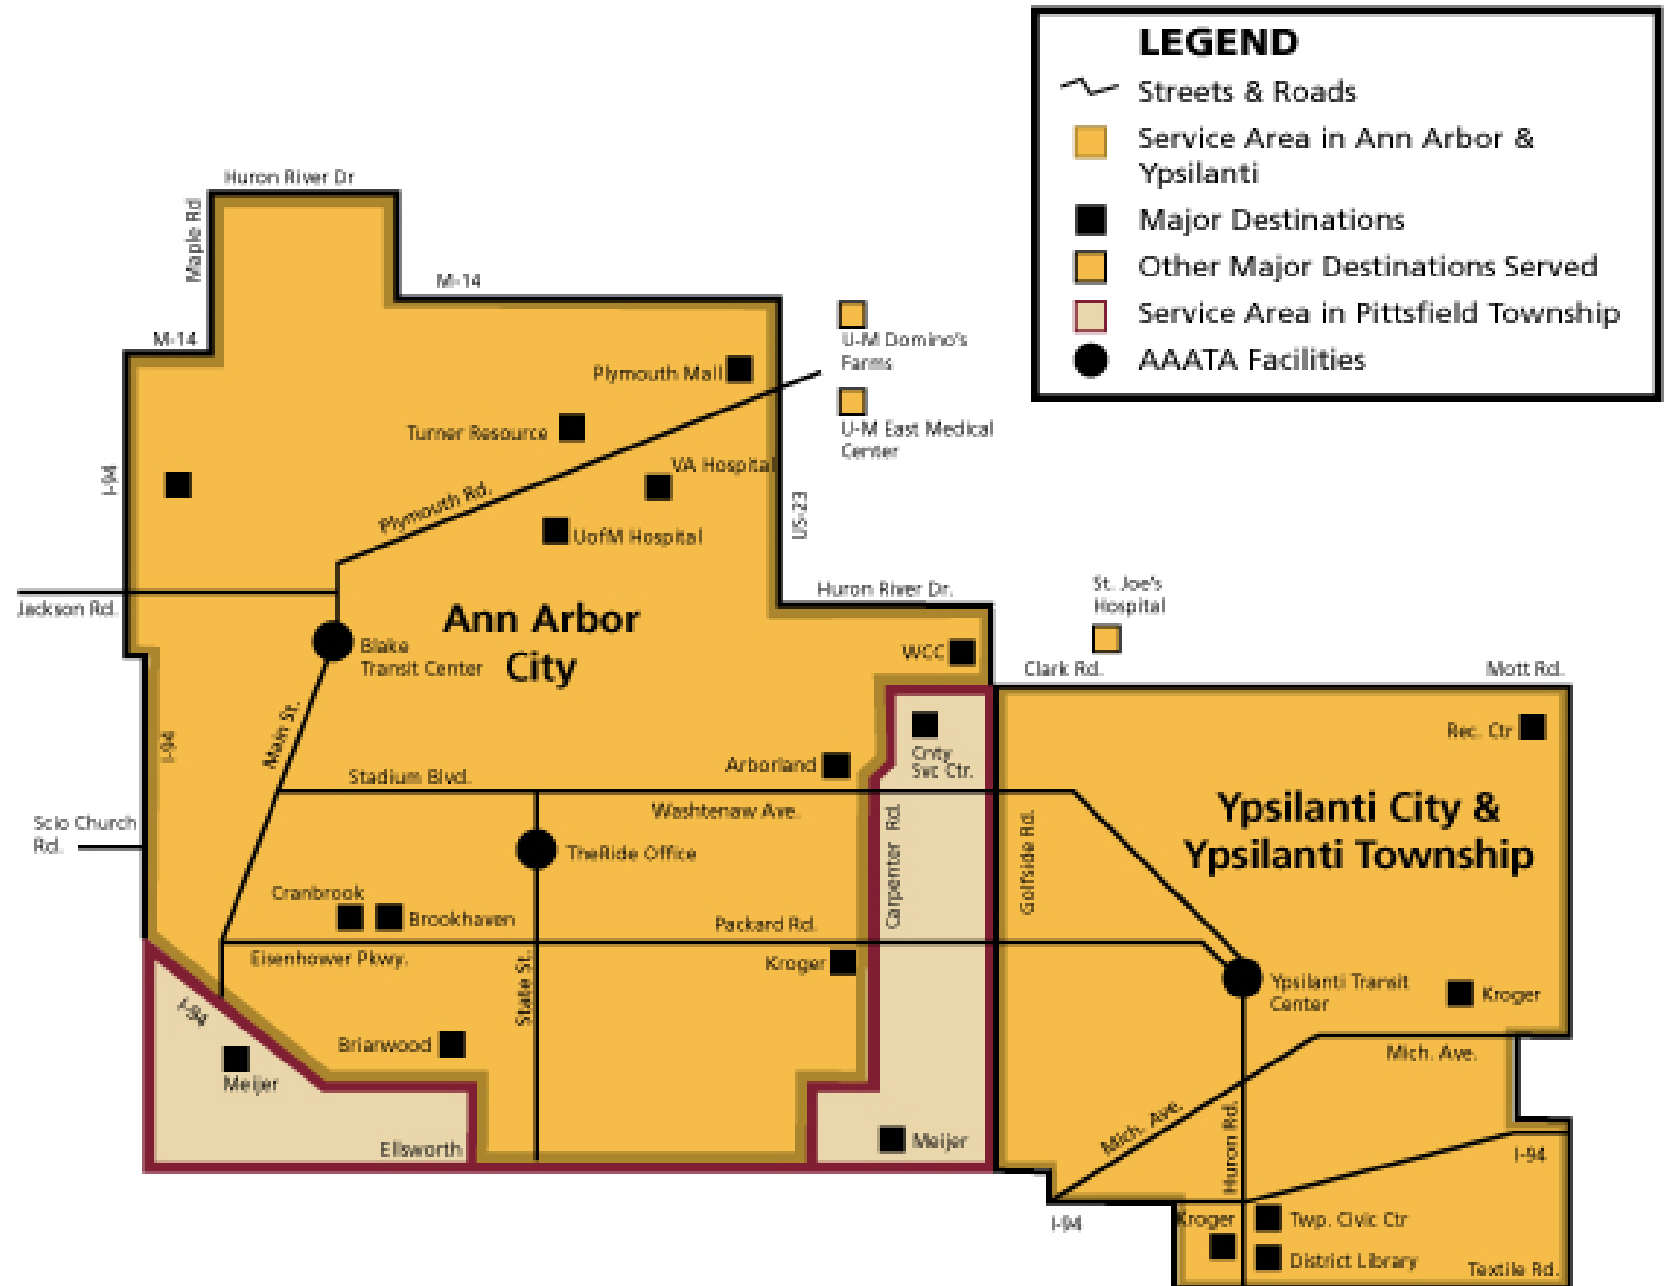 LEGEND
Streets & Roads
Service Area in Ann Arbor &
Ypsilanti
Major Destinations
Other Major Destinations Served
Service Area in Pittsfield Township
AAATA Facilities
Huron River Dr
Maple Rd
M-14
M-14
U-M Domino's
Farms
Plymouth Mall
U-M East Medical
Center
Turner Resource
VA Hospital
I-94
Plymouth Rd.
US-23
UofM Hospital
Jackson Rd.
Huron River Dr.
St. Joe's
Hospital
Ann Arbor
City
Blake
Transit Center
WCC
Clark Rd.
Mott Rd.
I-94
Main St.
Rec. Ctr
Cnty
Svc Ctr.
Arborland
Stadium Blvd.
Washtenaw Ave.
Ypsilanti City &
Ypsilanti Township
Scio Church
Rd.
TheRide Office
Carpenter Rd.
Golfside Rd.
Cranbrook
Brookhaven
Packard Rd.
Eisenhower Pkwy.
Kroger
State St.
Ypsilanti Transit
Center
Kroger
I-94
Briarwood
Mich. Ave.
Meijer
Mich. Ave.
Huron Rd.
Ellsworth
Meijer
I-94
I-94
Kroger
Twp. Civic Ctr
District Library
Textile Rd.